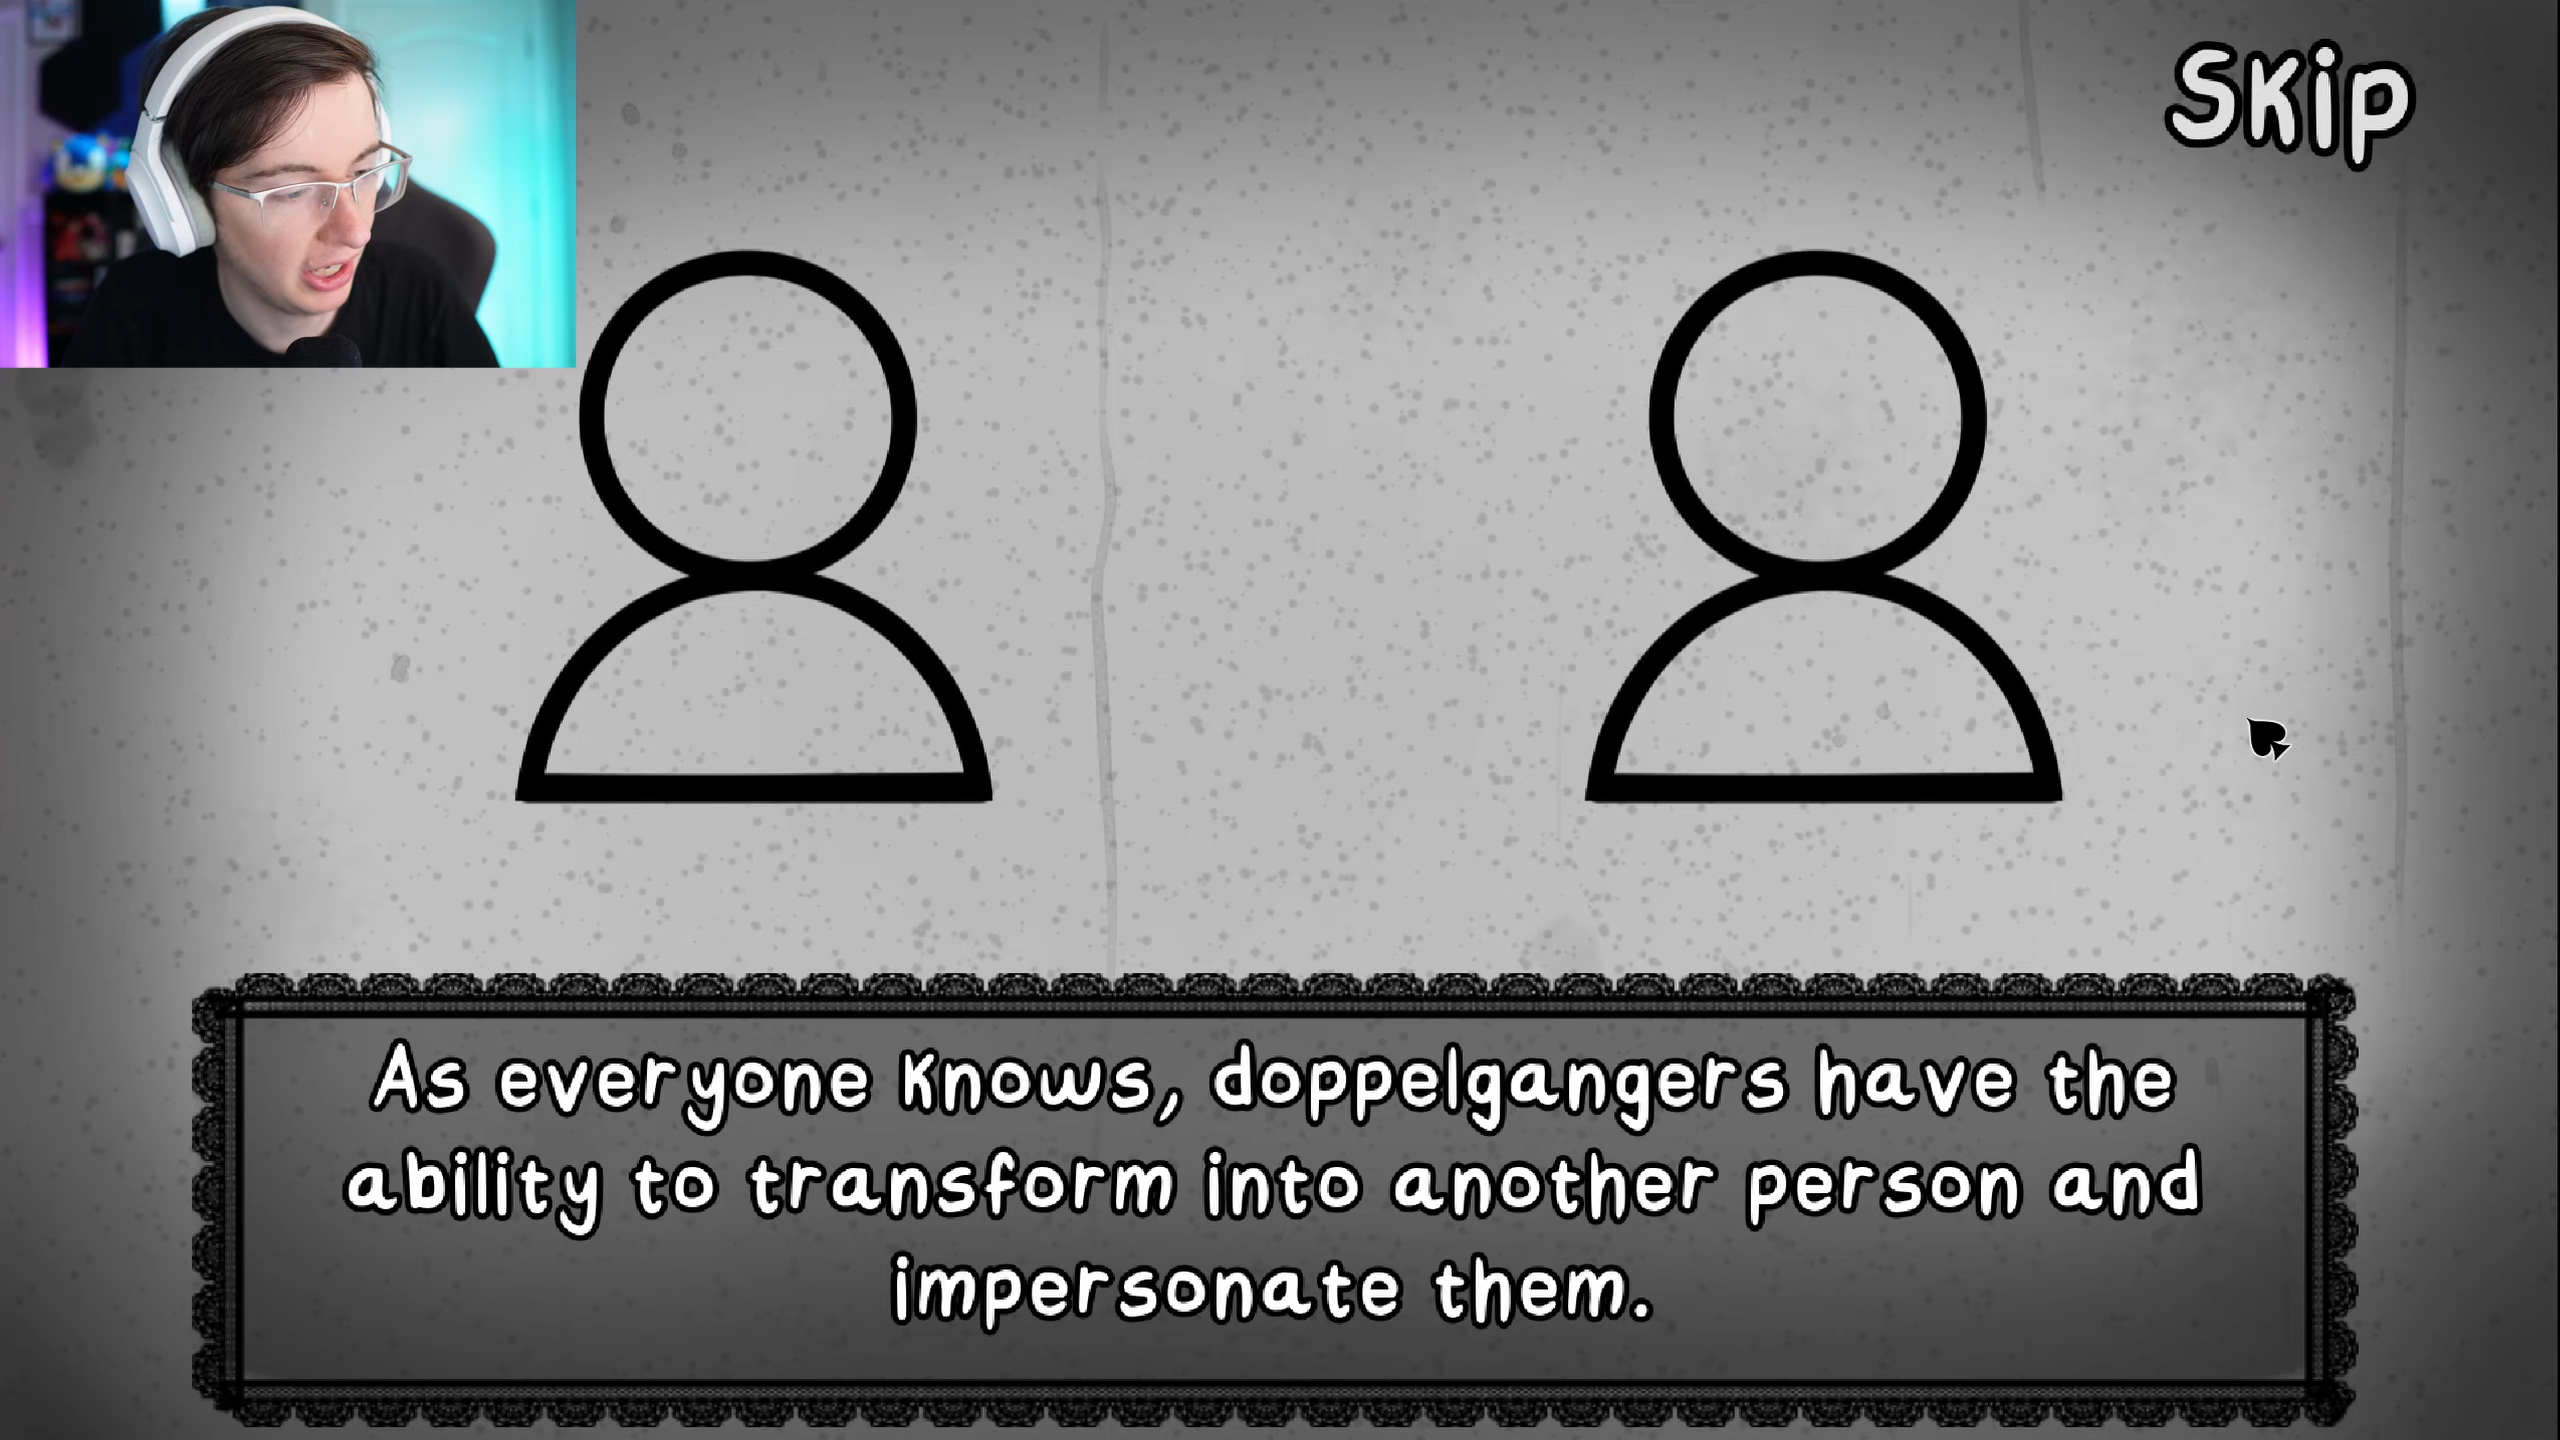 Skip
As everyone knows, doppelgangers have the
ability to transform into another person and
impersonate them.